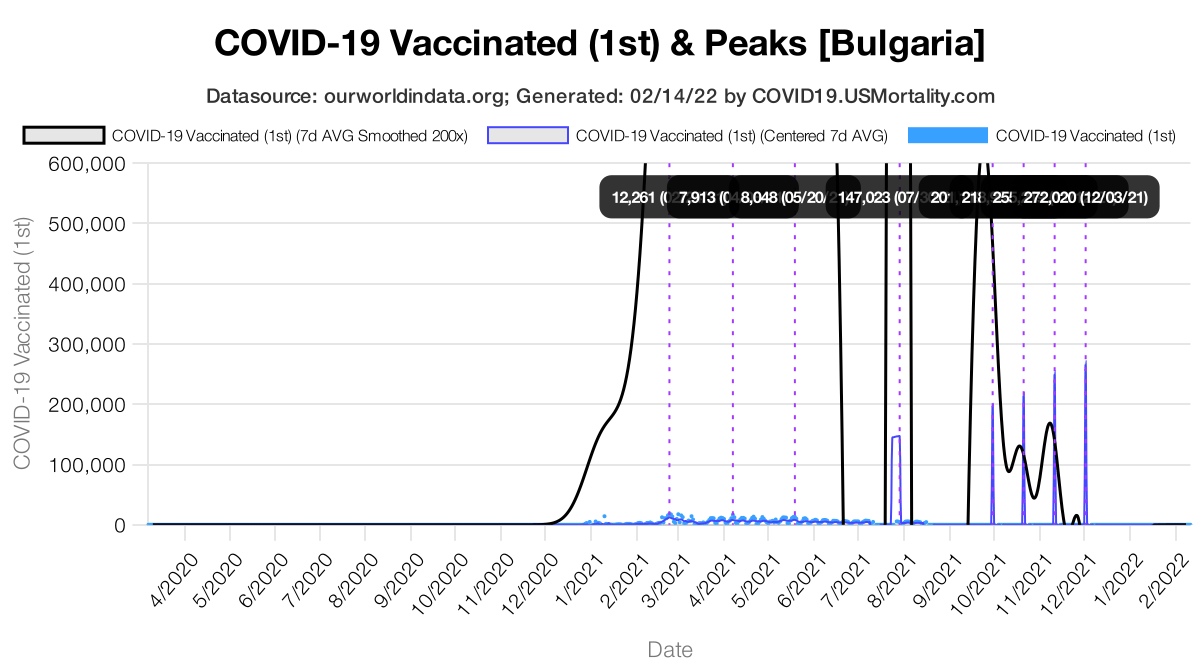 COVID-19 Vaccinated (1st) & Peaks [Bulgaria]
Datasource: ourworldindata.org; Generated: 02/14/22 by COVID19.USMortality.com
COVID-19 Vaccinated (1st) (7d AVG Smoothed 200x) COVID-19 Vaccinated (1st) (Centered 7d AVG) COVID-19 Vaccinated (1st)
COVID-19 Vaccinated (1st)
600,000
500,000
400,000
300,000
200,000
100,000
0
12,261 7,913 8,048 (05/20/ 147,023 (07/ 272,020 (12/03/21)
4/2020 5/2020 6/2020 7/2020 8/2020 9/2020 10/2020 11/2020 12/2020 1/2021 2/2021 3/2021 4/2021 5/2021 6/2021 7/2021 8/2021 9/2021 10/2021 11/2021 12/2021 1/2022 2/2022
Date